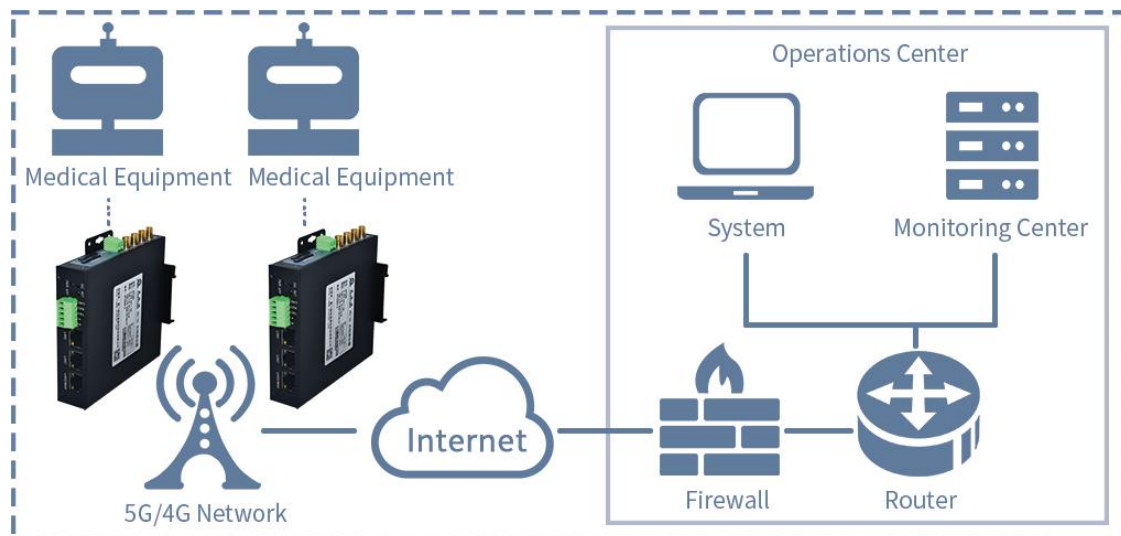 Operations Center
Medical Equipment
Medical Equipment
System
Monitoring Center
Internet
5G/4G Network
Firewall
Router